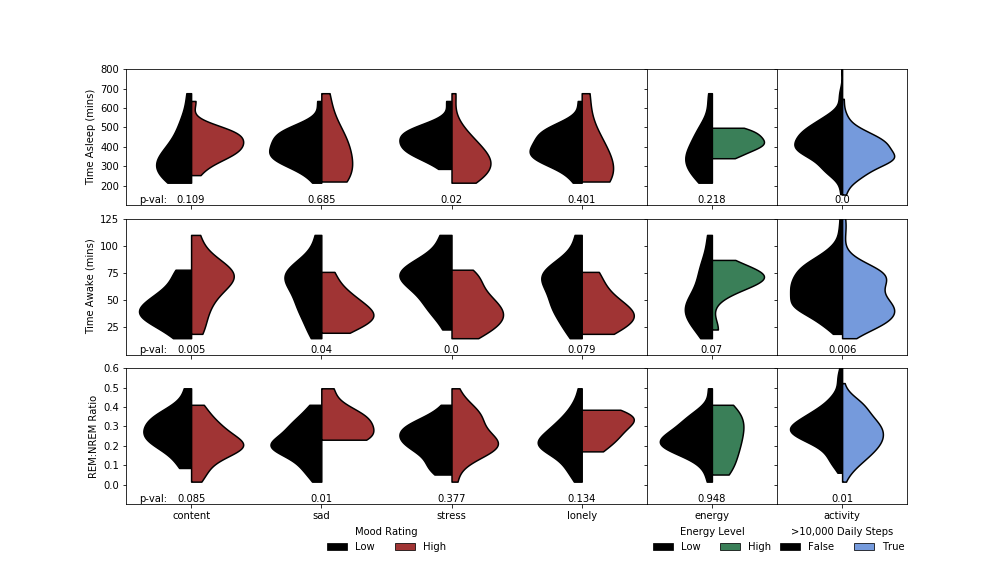 800
700
600
500
400
300
200
Time Asleep (mins)
p-val: 0.109 0.685 0.02 0.401 0.218 0.0
125
100
75
50
25
Time Awake (mins)
p-val: 0.005 0.04 0.0 0.079 0.07 0.006
0.6
0.5
0.4
0.3
0.2
0.1
0.0
REM:NREM Ratio
p-val: 0.085 0.01 0.377 0.134 0.948 0.01
content sad stress lonely energy activity
Mood Rating Energy Level >10,000 Daily Steps
Low High Low High False True